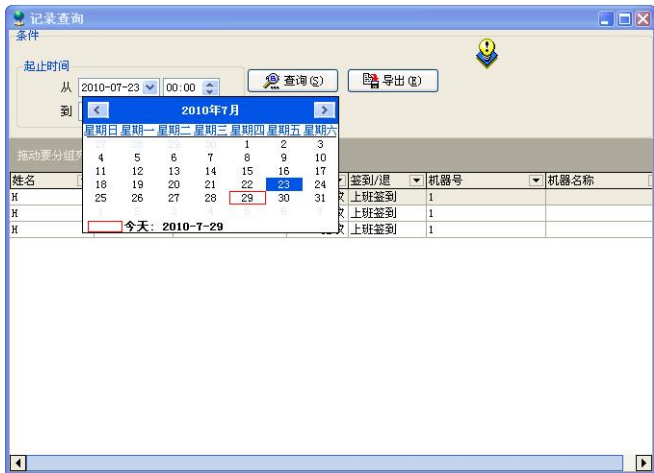 记录查询
条件
起止时间
从 2010-07-23 00:00 查询(S) 导出(E)
到
2010年7月
星期日 星期一 星期二 星期三 星期四 星期五 星期六
27 28 29 30 1 2 3
4 5 6 7 8 9 10
11 12 13 14 15 16 17
18 19 20 21 22 23 24
25 26 27 28 29 30 31
1 2 3 4 5 6 7
今天: 2010-7-29
拖动要分组列
姓名 签到/退 机器号 机器名称
H 上班签到 1
H 上班签到 1
H 上班签到 1